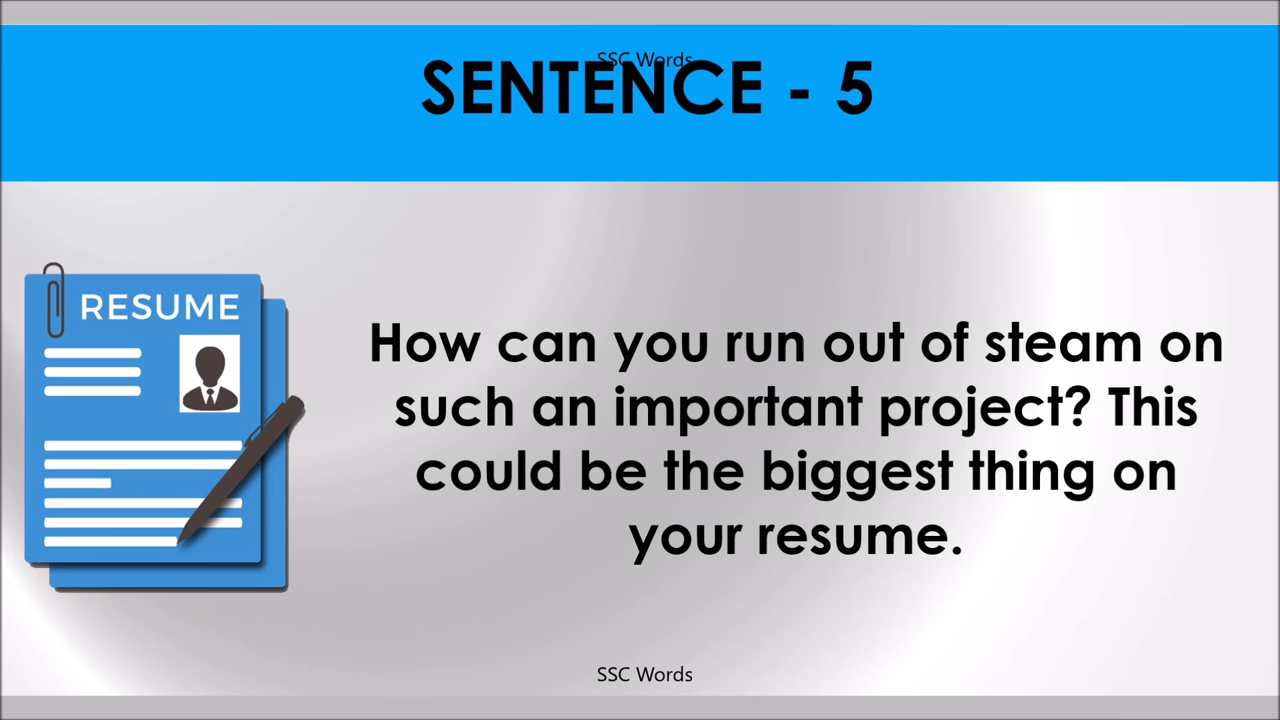 SSC Words
SENTENCE - 5
RESUME
How can you run out of steam on
such an important project? This
could be the biggest thing on
your resume.
SSC Words